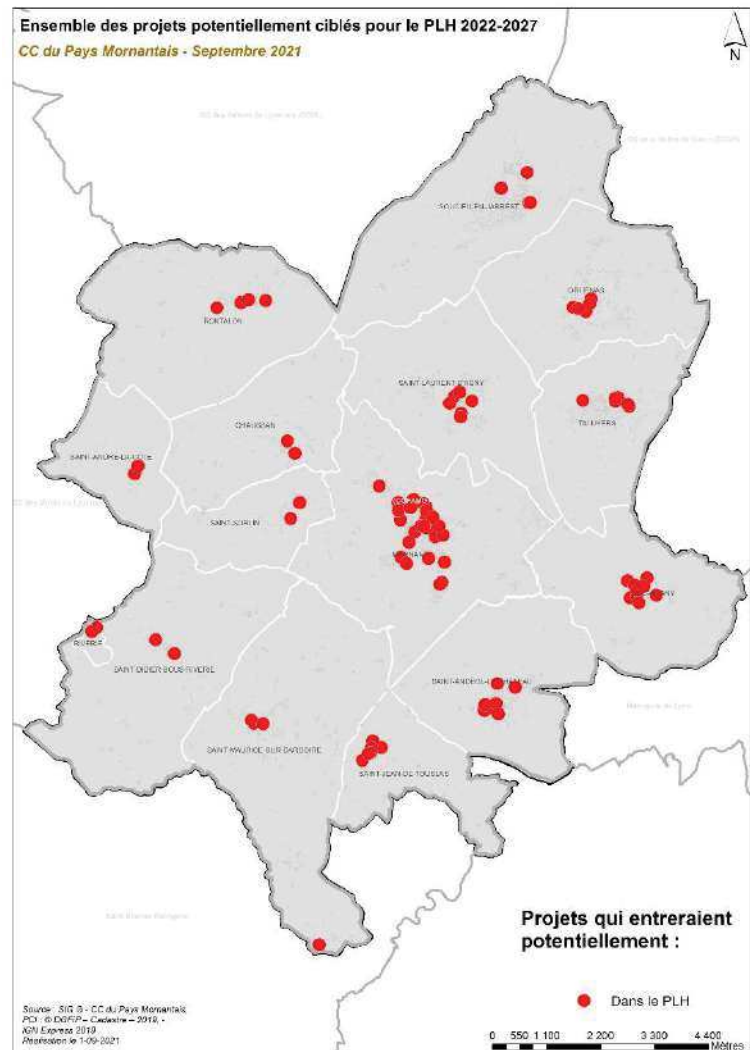 Ensemble des projets potentiellement ciblés pour le PLH 2022-2027
CC du Pays Mornantais - Septembre 2021
N
SOUCIEU-EN-JARREST
ORLIENAS
RONTALON
SAINT-LAURENT-D'AGNY
TALUYERS
CHAUSSAN
SAINT-ANDRE-LA-COTE
SAINT-SORLIN
RIVERIE
SAINT-DIDIER-SOUS-RIVERIE
SAINT-ANDEOL-LE-CHATEAU
SAINT-MAURICE-SUR-DARGOIRE
SAINT-JEAN-DE-TOUSLAS
Métropole de Lyon
Projets qui entreraient
potentiellement :
Dans le PLH
Source : SIG © - CC du Pays Mornantais,
PCI : © DGFiP – Cadastre – 2019, -
IGN Express 2019
Réalisation le 1-09-2021
0 550 1 100 2 200 3 300 4 400
Mètres